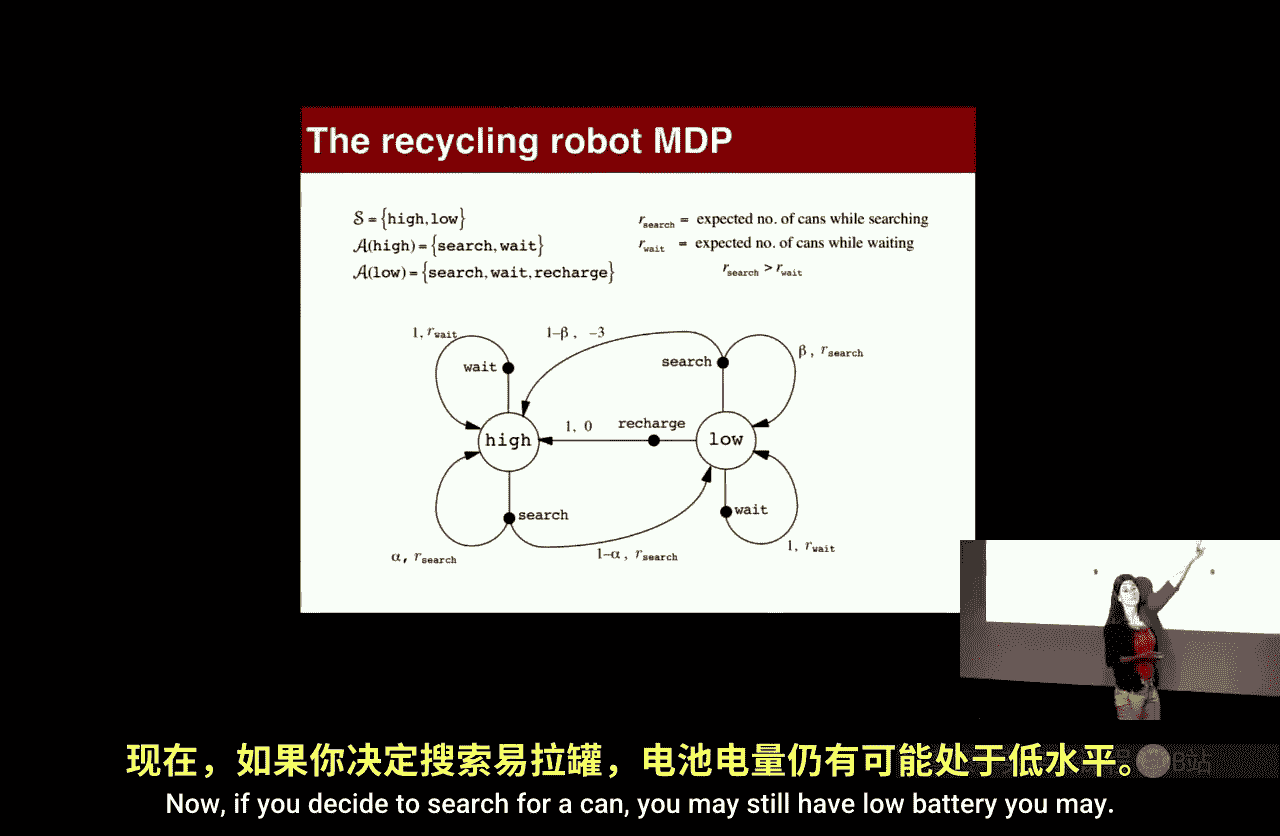 The recycling robot MDP
S = {high, low}
A(high) = {search, wait}
A(low) = {search, wait, recharge}
r_search = expected no. of cans while searching
r_wait = expected no. of cans while waiting
r_search > r_wait
1, r_wait
1–β , –3
wait
search
β , r_search
high
1, 0
recharge
low
search
wait
α, r_search
1–α , r_search
1, r_wait
现在，如果你决定搜索易拉罐，电池电量仍有可能处于低水平。
B站
Now, if you decide to search for a can, you may still have low battery you may.